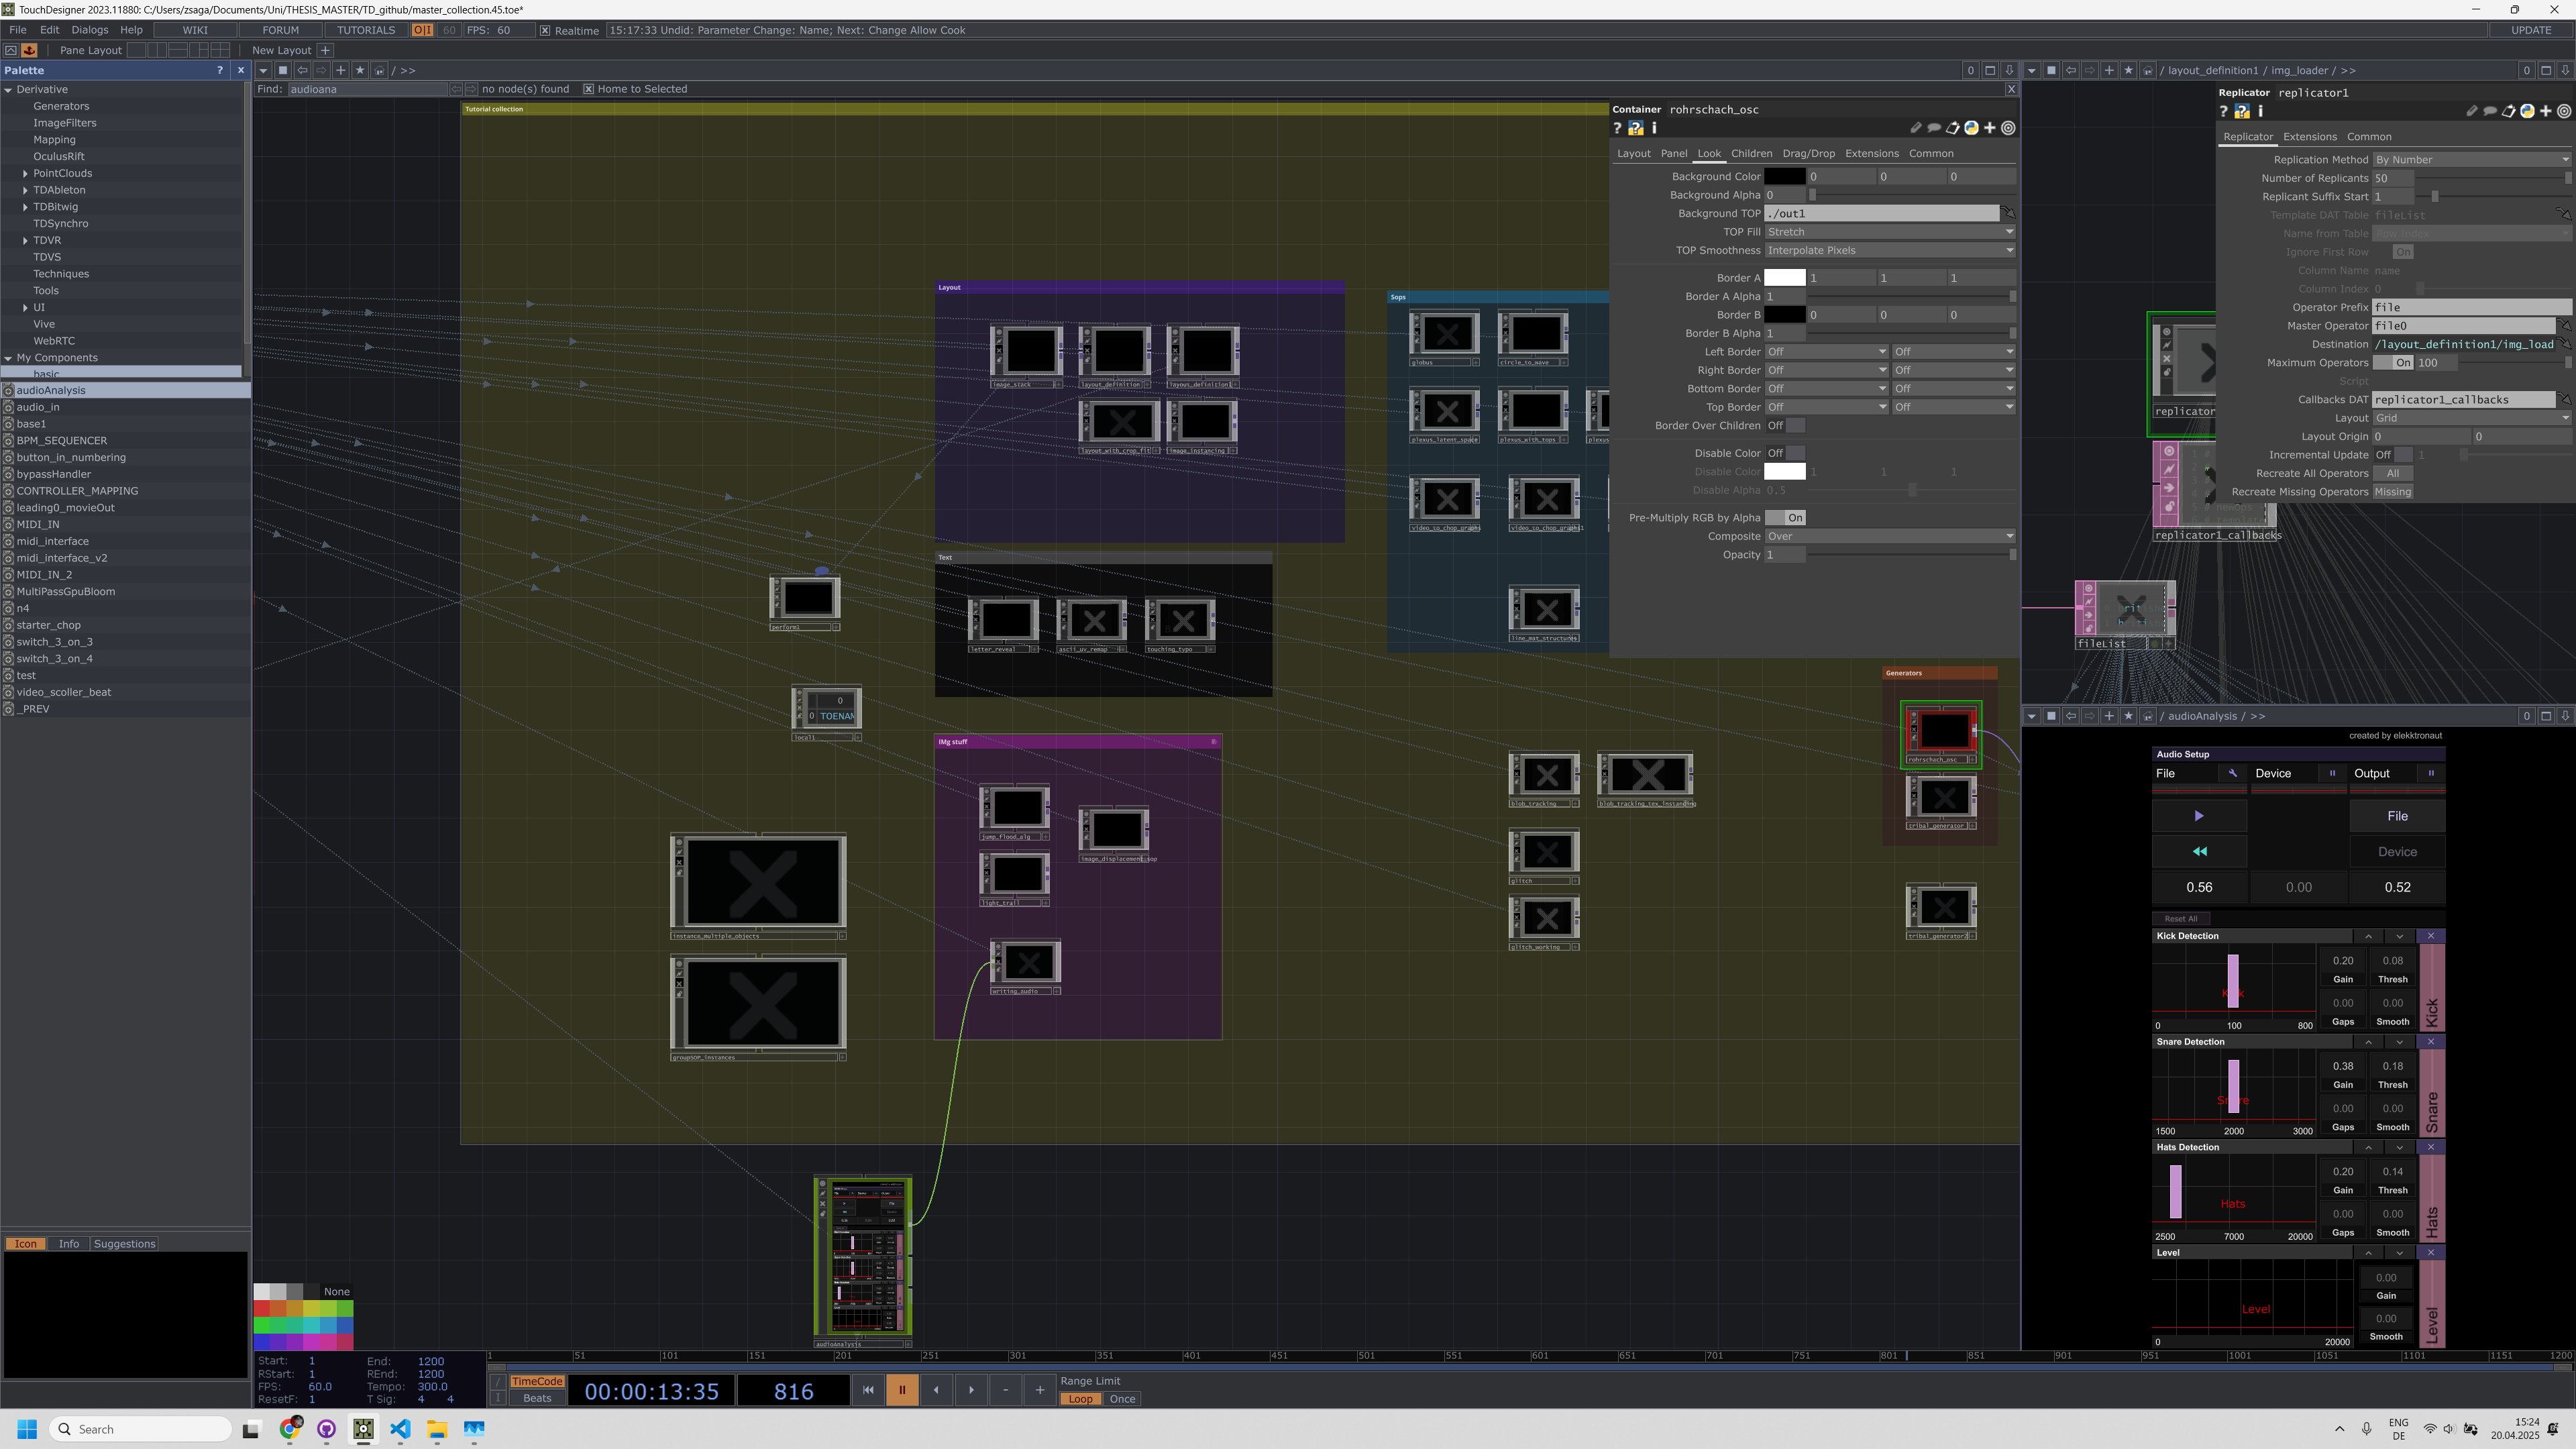 TouchDesigner 2023.11880: C:/Users/zsaga/Documents/Uni/THESIS_MASTER/TD_github/master_collection.45.toe*
File Edit Dialogs Help WIKI FORUM TUTORIALS O|I 60 FPS: 60 Realtime 15:17:33 Undid: Parameter Change: Name; Next: Change Allow Cook UPDATE
Pane Layout New Layout +
Palette ? x
Derivative
Generators
ImageFilters
Mapping
OculusRift
PointClouds
TDAbleton
TDBitwig
TDSynchro
TDVR
TDVS
Techniques
Tools
UI
Vive
WebRTC
My Components
basic
audioAnalysis
audio_in
base1
BPM_SEQUENCER
button_in_numbering
bypassHandler
CONTROLLER_MAPPING
leading0_movieOut
MIDI_IN
midi_interface
midi_interface_v2
MIDI_IN_2
MultiPassGpuBloom
n4
starter_chop
switch_3_on_3
switch_3_on_4
test
video_scoller_beat
_PREV
Icon Info Suggestions
/ >>
Find: audioana no node(s) found Home to Selected
Tutorial collection
Layout
image_stack layout_definition
layout_with_crop_fit image_instancing
Sops
globus circle_to_wave
plexus_latent_space plexus_with_tops plexus
line_mat_structures
Text
letter_reveal ascii_uv_remap touching_typo
perform1
0
0 TOENAM
local1
IMg stuff
jump_flood_alg
image_displacement_sop
light_trail
writing_audio
instance_multiple_objects
groupSOP_instances
blob_tracking blob_tracking_tex_instancing
glitch
glitch_working
Generators
rohrschach_osc
tribal_generator
tribal_generator2
audioAnalysis
Container rohrschach_osc
Layout Panel Look Children Drag/Drop Extensions Common
Background Color 0 0 0
Background Alpha 0
Background TOP ./out1
TOP Fill Stretch
TOP Smoothness Interpolate Pixels
Border A 1 1 1
Border A Alpha 1
Border B 0 0 0
Border B Alpha 1
Left Border Off Off
Right Border Off Off
Bottom Border Off Off
Top Border Off Off
Border Over Children Off
Disable Color Off
Disable Color 1 1 1
Disable Alpha 0.5
Pre-Multiply RGB by Alpha On
Composite Over
Opacity 1
/ layout_definition1 / img_loader / >>
Replicator replicator1
Replicator Extensions Common
Replication Method By Number
Number of Replicants 50
Replicant Suffix Start 1
Template DAT Table fileList
Name from Table Row Index
Ignore First Row On
Column Name name
Column Index 0
Operator Prefix file
Master Operator file0
Destination /layout_definition1/img_load
Maximum Operators On 100
Script
Callbacks DAT replicator1_callbacks
Layout Grid
Layout Origin 0 0
Incremental Update Off 1
Recreate All Operators All
Recreate Missing Operators Missing
replicator
replicator1_callbacks
fileList
/ audioAnalysis / >>
created by elekktronaut
Audio Setup
File Device Output
File
Device
0.56 0.00 0.52
Reset All
Kick Detection
0.20 0.08
Gain Thresh
0.00 0.00
Gaps Smooth
0 100 800
Kick
Snare Detection
0.38 0.18
Gain Thresh
0.00 0.00
Gaps Smooth
1500 2000 3000
Snare
Hats Detection
0.20 0.14
Gain Thresh
Hats
0.00 0.00
Gaps Smooth
2500 7000 20000
Hats
Level
0.00
Gain
Level
0.00
Smooth
0 20000
Level
None
1 51 101 151 201 251 301 351 401 451 501 551 601 651 701 751 801 851 901 951 1001 1051 1101 1151 1200
Start: 1 End: 1200
RStart: 1 REnd: 1200
FPS: 60.0 Tempo: 300.0
ResetF: 1 T Sig: 4 4
TimeCode
Beats
00:00:13:35 816
Range Limit
Loop Once
Search
ENG
DE
15:24
20.04.2025